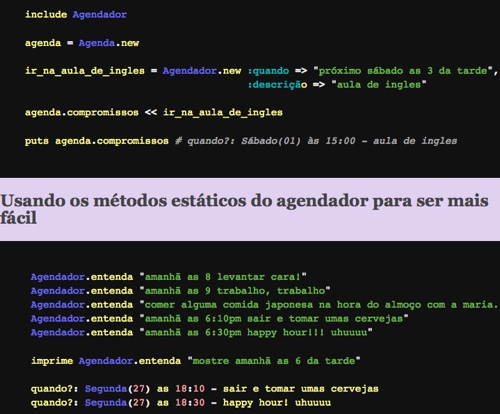 include Agendador
agenda = Agenda.new
ir_na_aula_de_ingles = Agendador.new :quando => "próximo sábado as 3 da tarde",
:descrição => "aula de ingles"
agenda.compromissos << ir_na_aula_de_ingles
puts agenda.compromissos # quando?: Sábado(01) às 15:00 - aula de ingles
Usando os métodos estáticos do agendador para ser mais
fácil
Agendador.entenda "amanhã as 8 levantar cara!"
Agendador.entenda "amanhã as 9 trabalho, trabalho"
Agendador.entenda "comer alguma comida japonesa na hora do almoço com a maria.
Agendador.entenda "amanhã as 6:10pm sair e tomar umas cervejas"
Agendador.entenda "amanhã as 6:30pm happy hour!!! uhuuuu"
imprime Agendador.entenda "mostre amanhã as 6 da tarde"
quando?: Segunda(27) as 18:10 - sair e tomar umas cervejas
quando?: Segunda(27) as 18:30 - happy hour! uhuuuu